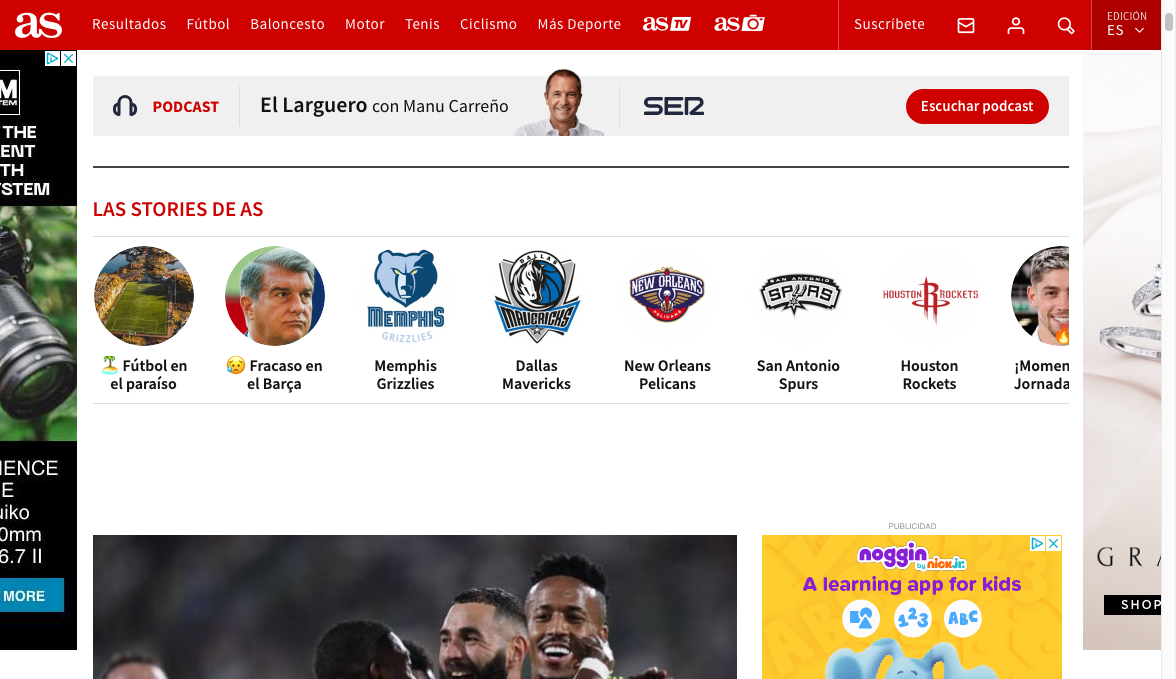 as
Resultados
Fútbol
Baloncesto
Motor
Tenis
Ciclismo
Más Deporte
as TV
as
Suscríbete
EDICIÓN
ES
PODCAST
El Larguero con Manu Carreño
SER
Escuchar podcast
LAS STORIES DE AS
MEMPHIS
GRIZZLIES
DALLAS
MAVERICKS
NEW ORLEANS
PELICANS
SAN ANTONIO
SPURS
HOUSTON R ROCKETS
🏝️ Fútbol en
el paraíso
😥 Fracaso en
el Barça
Memphis
Grizzlies
Dallas
Mavericks
New Orleans
Pelicans
San Antonio
Spurs
Houston
Rockets
¡Momen
Jornada
M
TEM
THE
ENT
TH
STEM
IENCE
E
uiko
0mm
6.7 II
MORE
PUBLICIDAD
noggin
by nick jr.
A learning app for kids
1 2 3
ABC
GRA
SHOP